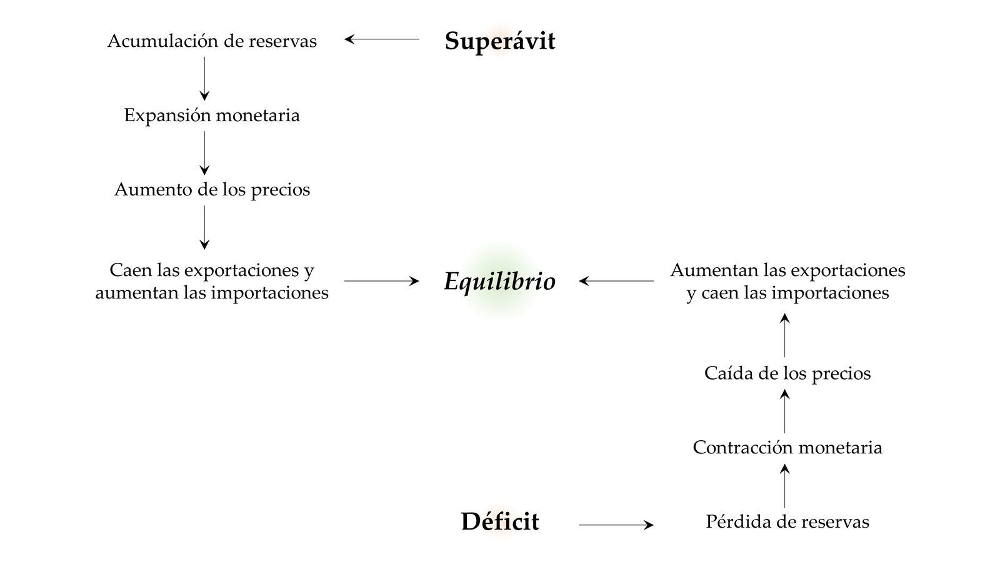 Acumulación de reservas
Superávit
Expansión monetaria
Aumento de los precios
Caen las exportaciones y
aumentan las importaciones
Equilibrio
Aumentan las exportaciones
y caen las importaciones
Caída de los precios
Contracción monetaria
Déficit
Pérdida de reservas